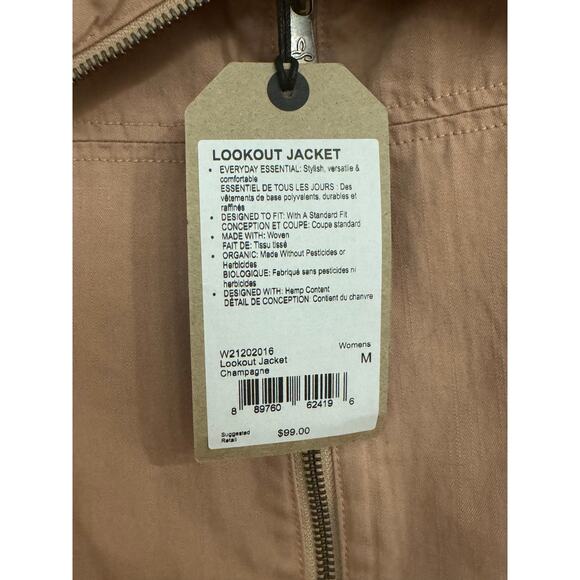 LOOKOUT JACKET
• EVERYDAY ESSENTIAL: Stylish, versatile &
comfortable
ESSENTIEL DE TOUS LES JOURS : Des
vêtements de base polyvalents, durables et
raffinés
• DESIGNED TO FIT: With A Standard Fit
CONCEPTION ET COUPE: Coupe standard
• MADE WITH: Woven
FAIT DE: Tissu tissé
• ORGANIC: Made Without Pesticides or
Herbicides
BIOLOGIQUE: Fabriqué sans pesticides ni
herbicides
• DESIGNED WITH: Hemp Content
DÉTAIL DE CONCEPTION: Contient du chanvre
W21202016 Womens
Lookout Jacket M
Champagne
8 89760 62419 6
Suggested
Retail $99.00